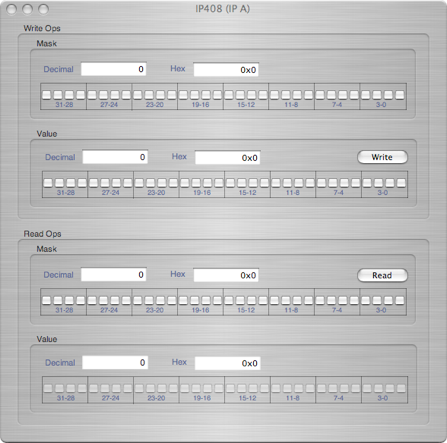 IP408 (IP A)
Write Ops
Mask
Decimal 0 Hex 0x0
31-28 27-24 23-20 19-16 15-12 11-8 7-4 3-0
Value
Decimal 0 Hex 0x0 Write
31-28 27-24 23-20 19-16 15-12 11-8 7-4 3-0
Read Ops
Mask
Decimal 0 Hex 0x0 Read
31-28 27-24 23-20 19-16 15-12 11-8 7-4 3-0
Value
Decimal 0 Hex 0x0
31-28 27-24 23-20 19-16 15-12 11-8 7-4 3-0